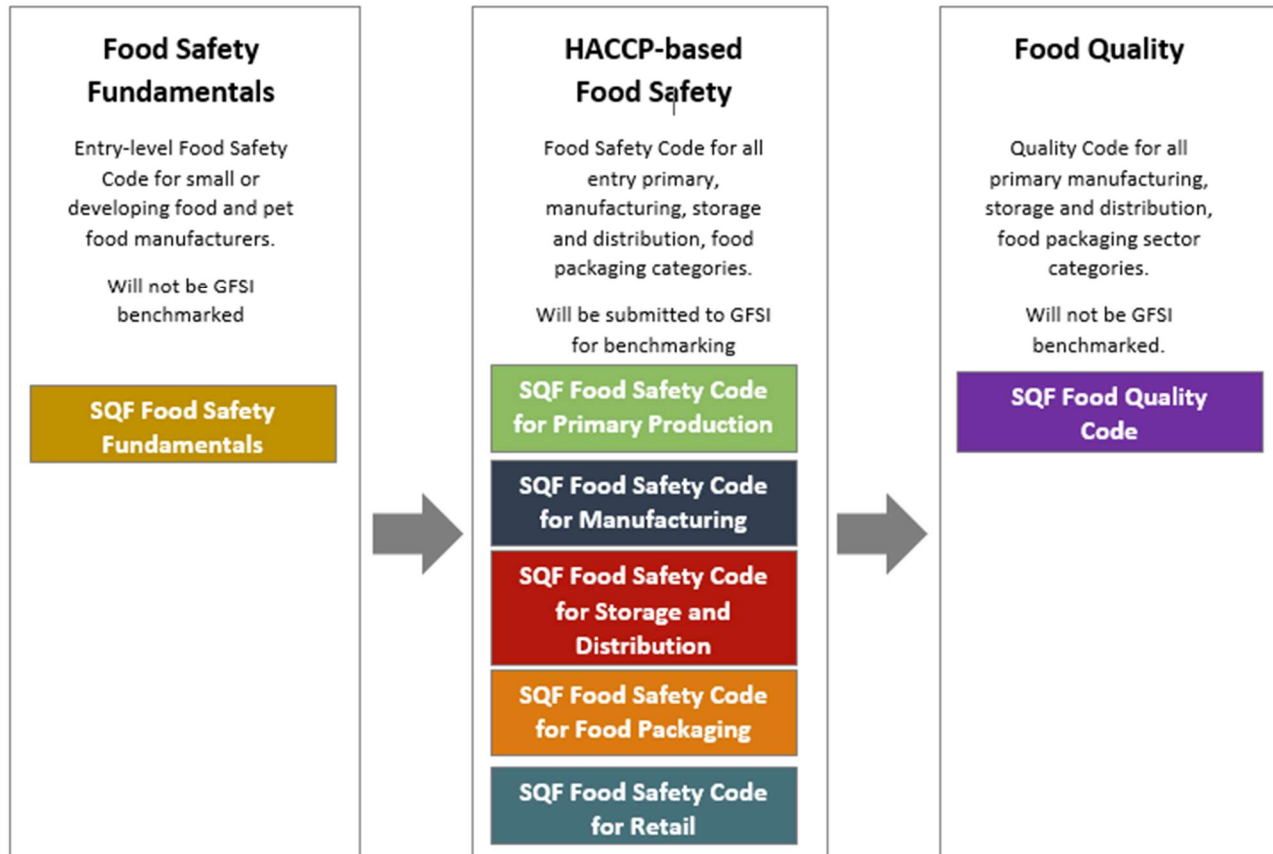 Food Safety
Fundamentals
Entry-level Food Safety
Code for small or
developing food and pet
food manufacturers.
Will not be GFSI
benchmarked
SQF Food Safety
Fundamentals
HACCP-based
Food Safety
Food Safety Code for all
entry primary,
manufacturing, storage
and distribution, food
packaging categories.
Will be submitted to GFSI
for benchmarking
SQF Food Safety Code
for Primary Production
SQF Food Safety Code
for Manufacturing
SQF Food Safety Code
for Storage and
Distribution
SQF Food Safety Code
for Food Packaging
SQF Food Safety Code
for Retail
Food Quality
Quality Code for all
primary manufacturing,
storage and distribution,
food packaging sector
categories.
Will not be GFSI
benchmarked.
SQF Food Quality
Code